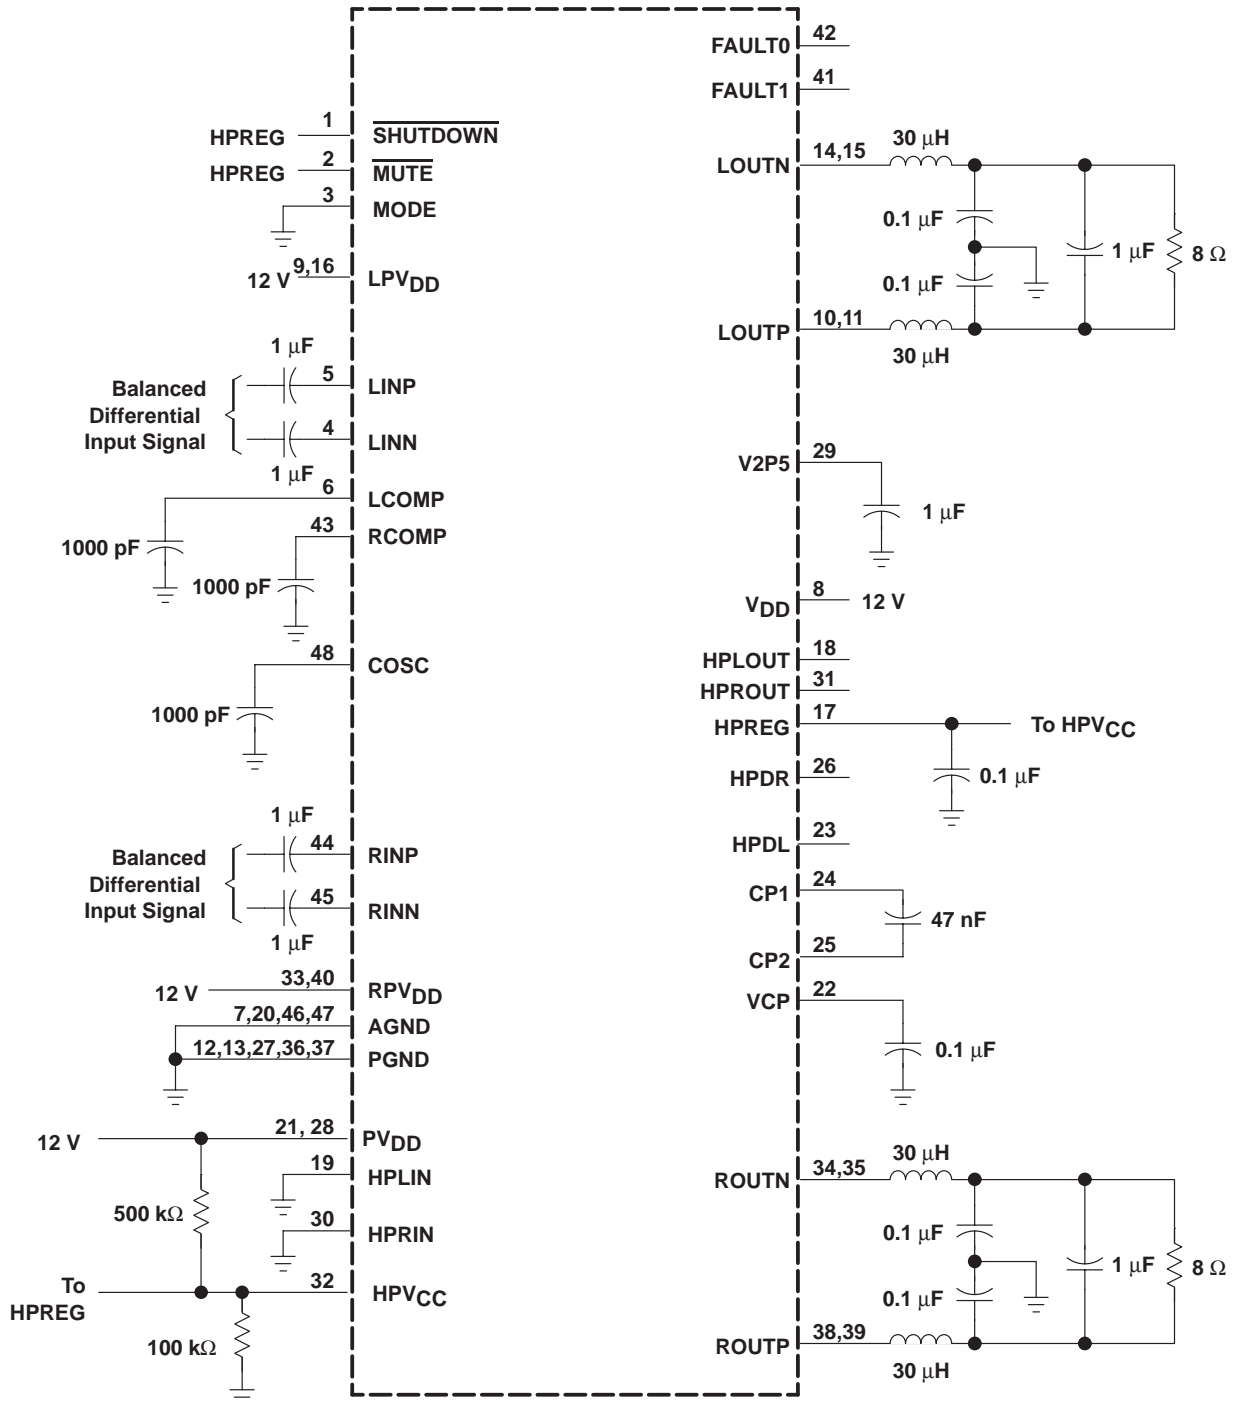 FAULT0
42
FAULT1
41
HPREG
1
SHUTDOWN
HPREG
2
MUTE
3
MODE
12 V
9,16
LPVDD
1 μF
Balanced
Differential
Input Signal
5
LINP
4
LINN
1 μF
6
LCOMP
1000 pF
43
RCOMP
1000 pF
48
COSC
1000 pF
1 μF
Balanced
Differential
Input Signal
44
RINP
45
RINN
1 μF
12 V
33,40
RPVDD
7,20,46,47
AGND
12,13,27,36,37
PGND
12 V
21, 28
PVDD
19
HPLIN
500 kΩ
30
HPRIN
To
HPREG
32
HPVCC
100 kΩ
LOUTN
14,15
30 μH
0.1 μF
1 μF
8 Ω
0.1 μF
LOUTP
10,11
30 μH
V2P5
29
1 μF
VDD
8
12 V
HPLOUT
18
HPROUT
31
HPREG
17
To HPVCC
0.1 μF
HPDR
26
HPDL
23
CP1
24
47 nF
CP2
25
VCP
22
0.1 μF
ROUTN
34,35
30 μH
0.1 μF
1 μF
8 Ω
0.1 μF
ROUTP
38,39
30 μH